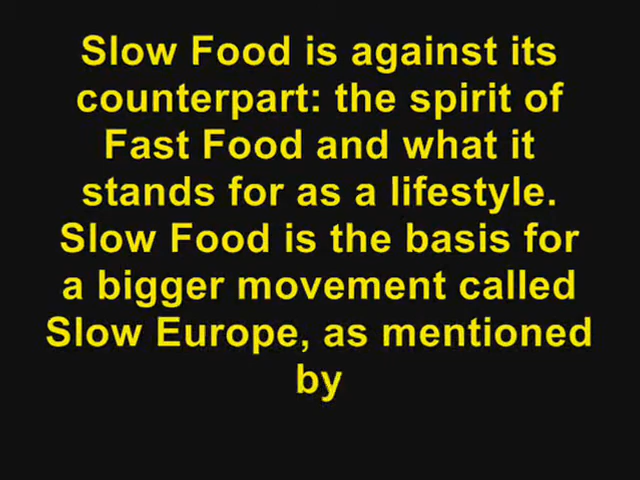 Slow Food is against its
counterpart: the spirit of
Fast Food and what it
stands for as a lifestyle.
Slow Food is the basis for
a bigger movement called
Slow Europe, as mentioned
by